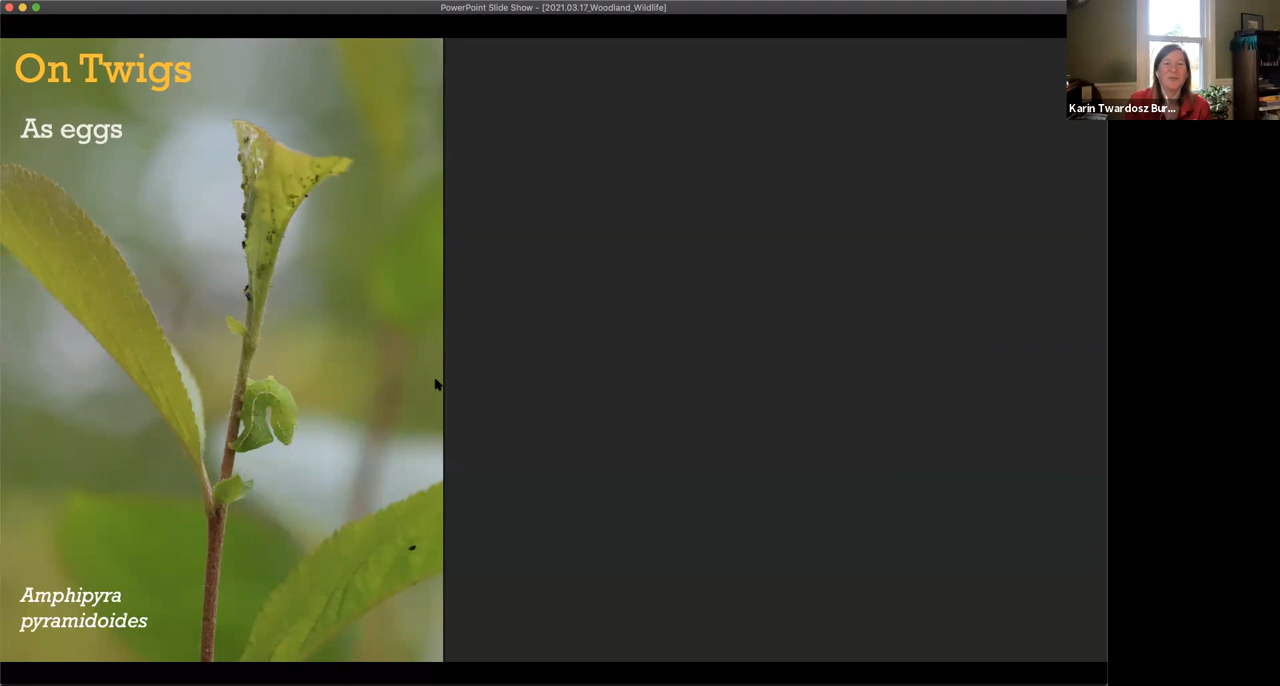 PowerPoint Slide Show - [2021.03.17_Woodland_Wildlife]
On Twigs
As eggs
Karin Twardosz Bur...
Amphipyra
pyramidoides